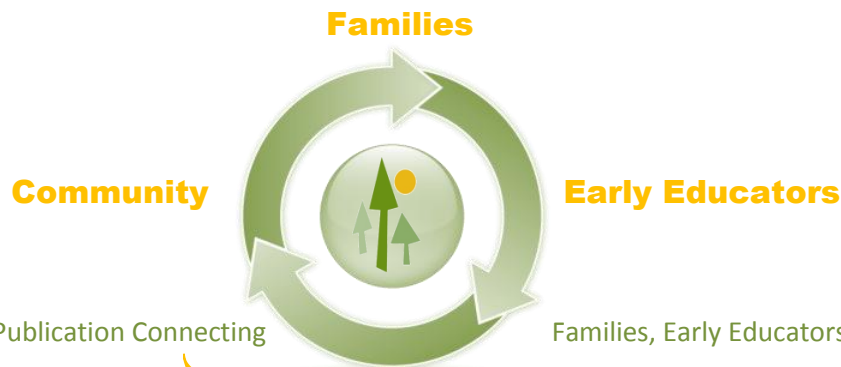 Families
Community Early Educators
Publication Connecting Families, Early Educators